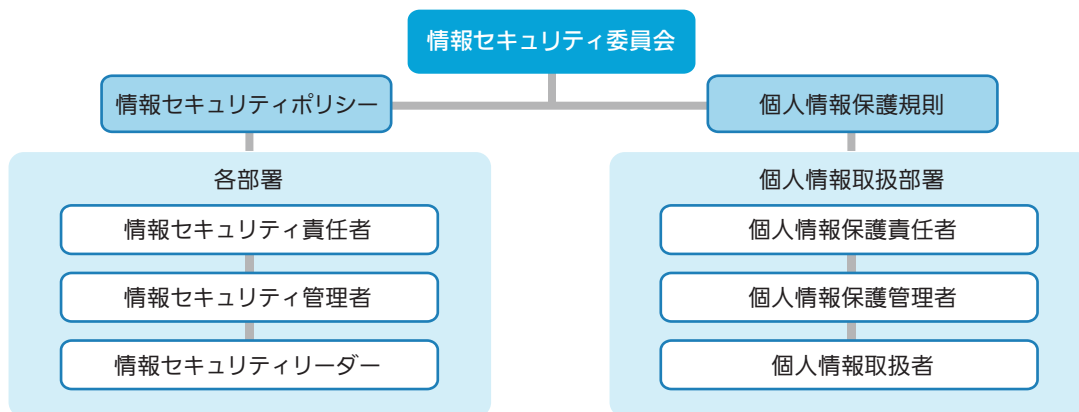 情報セキュリティ委員会
情報セキュリティポリシー
個人情報保護規則
各部署
情報セキュリティ責任者
情報セキュリティ管理者
情報セキュリティリーダー
個人情報取扱部署
個人情報保護責任者
個人情報保護管理者
個人情報取扱者